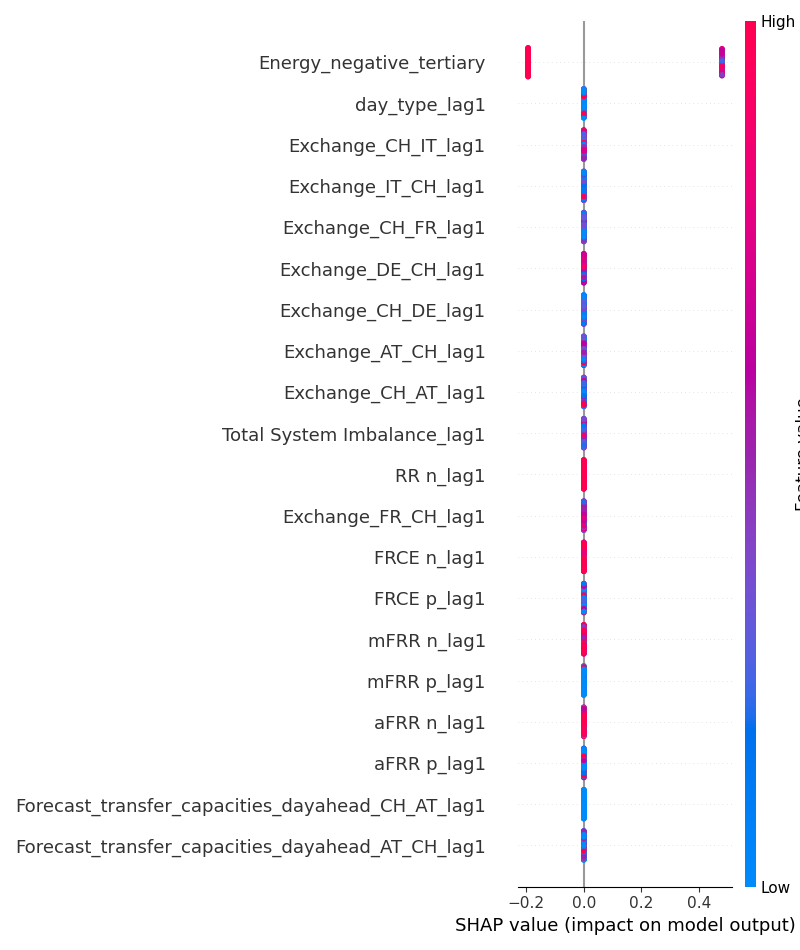 High
Energy_negative_tertiary
day_type_lag1
Exchange_CH_IT_lag1
Exchange_IT_CH_lag1
Exchange_CH_FR_lag1
Exchange_DE_CH_lag1
Exchange_CH_DE_lag1
Exchange_AT_CH_lag1
Exchange_CH_AT_lag1
Total System Imbalance_lag1
RR n_lag1
Exchange_FR_CH_lag1
FRCE n_lag1
FRCE p_lag1
mFRR n_lag1
mFRR p_lag1
aFRR n_lag1
aFRR p_lag1
Forecast_transfer_capacities_dayahead_CH_AT_lag1
Forecast_transfer_capacities_dayahead_AT_CH_lag1
Low
−0.2 0.0 0.2 0.4
SHAP value (impact on model output)
Feature value